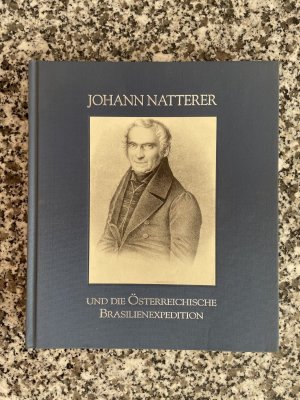 JOHANN NATTERER
UND DIE ÖSTERREICHISCHE
BRASILIENEXPEDITION